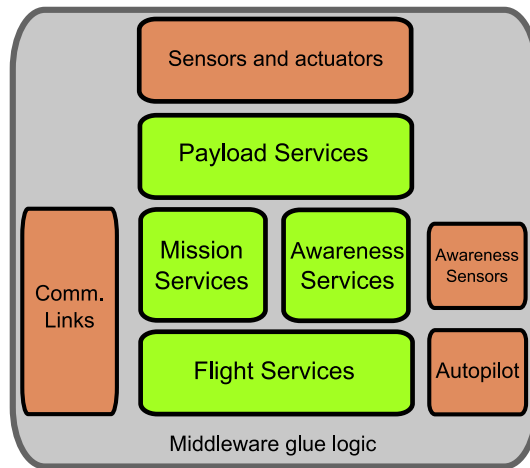 Sensors and actuators
Payload Services
Mission
Services
Awareness
Services
Awareness
Sensors
Comm.
Links
Flight Services
Autopilot
Middleware glue logic